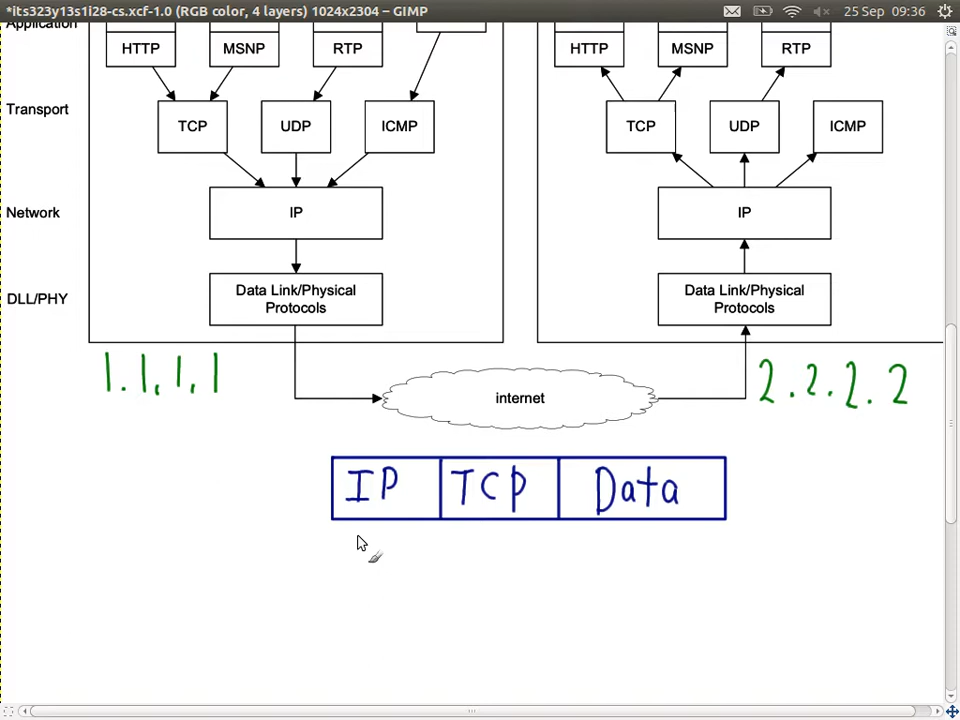 *its323y13s1i28-cs.xcf-1.0 (RGB color, 4 layers) 1024x2304 – GIMP 25 Sep 09:36
Application
HTTP MSNP RTP HTTP MSNP RTP
Transport
TCP UDP ICMP TCP UDP ICMP
Network
IP IP
DLL/PHY
Data Link/Physical Data Link/Physical
Protocols Protocols
1.1.1.1 internet 2.2.2.2
IP TCP Data